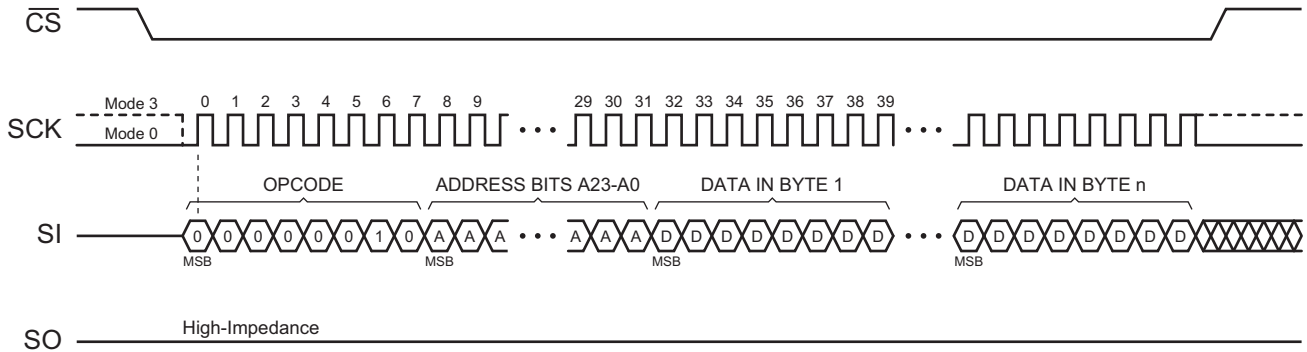 CS
Mode 3
0 1 2 3 4 5 6 7 8 9 29 30 31 32 33 34 35 36 37 38 39
SCK
Mode 0
OPCODE ADDRESS BITS A23-A0 DATA IN BYTE 1 DATA IN BYTE n
SI
0 0 0 0 0 0 1 0 A A A A A A D D D D D D D D D D D D D D D D
MSB MSB MSB MSB
High-Impedance
SO